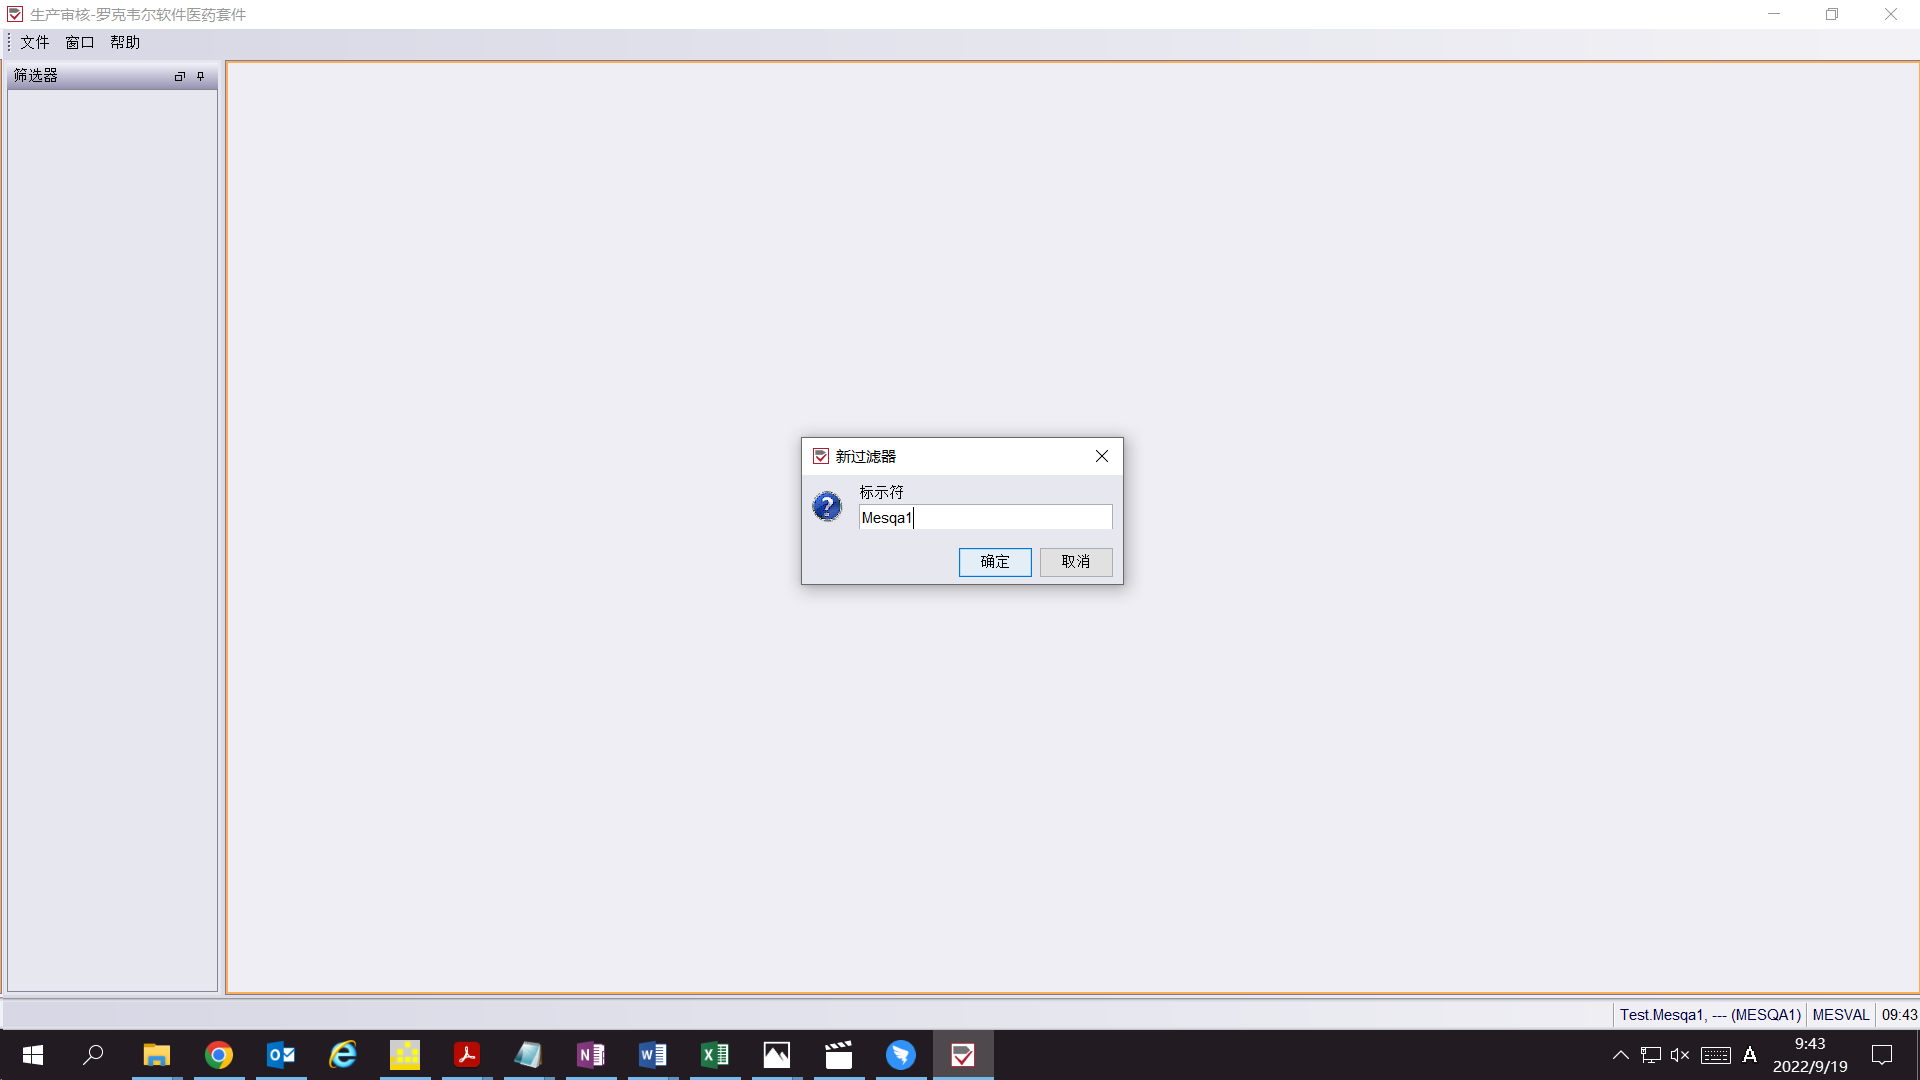 生产审核-罗克韦尔软件医药套件
文件 窗口 帮助
筛选器
新过滤器
标示符
Mesqa1
确定 取消
Test.Mesqa1, --- (MESQA1) MESVAL 09:43
A 9:43
2022/9/19